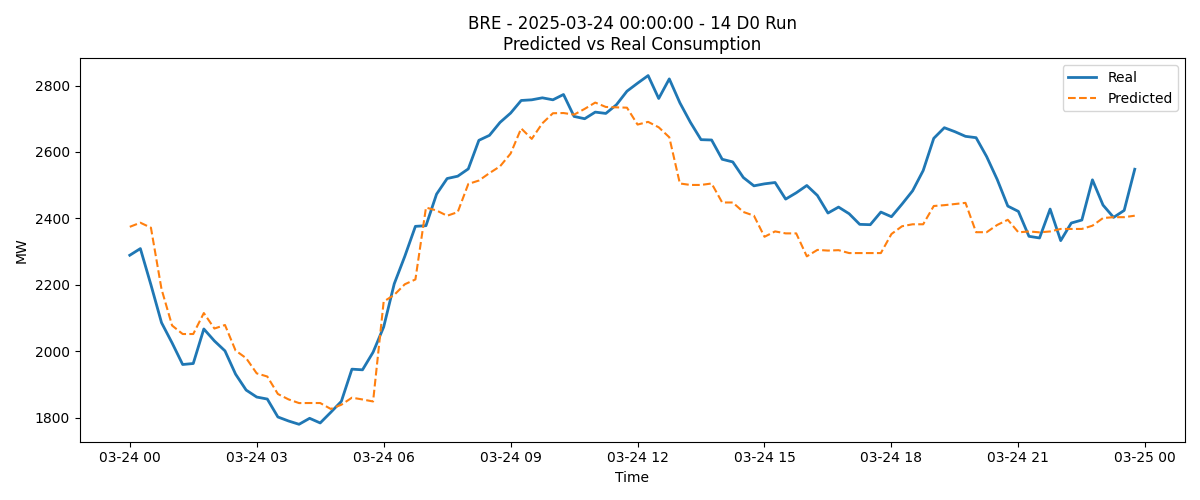 BRE - 2025-03-24 00:00:00 - 14 D0 Run
Predicted vs Real Consumption
Real
Predicted
MW
2800
2600
2400
2200
2000
1800
03-24 00
03-24 03
03-24 06
03-24 09
03-24 12
03-24 15
03-24 18
03-24 21
03-25 00
Time